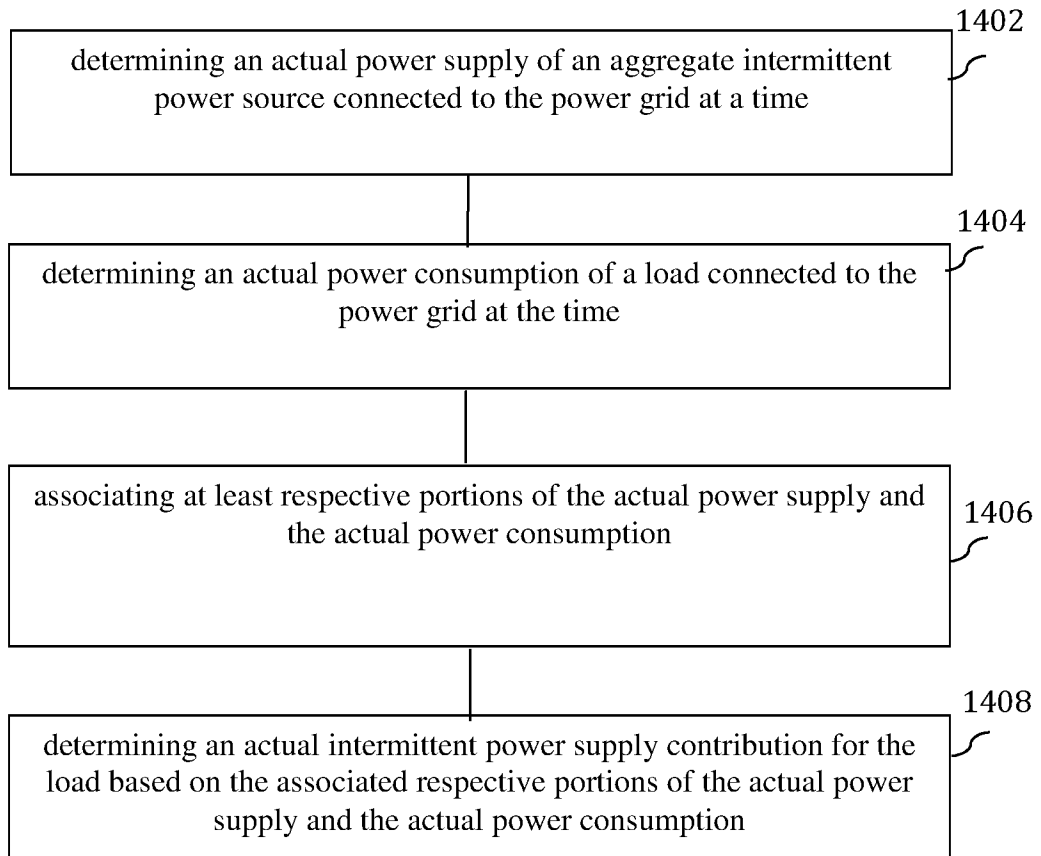 1402
determining an actual power supply of an aggregate intermittent
power source connected to the power grid at a time
1404
determining an actual power consumption of a load connected to the
power grid at the time
associating at least respective portions of the actual power supply and
the actual power consumption
1406
1408
determining an actual intermittent power supply contribution for the
load based on the associated respective portions of the actual power
supply and the actual power consumption